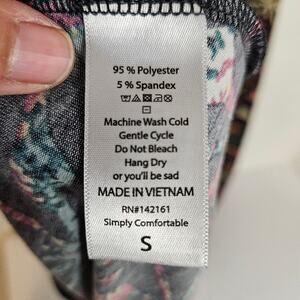 95 % Polyester
5 % Spandex
Machine Wash Cold
Gentle Cycle
Do Not Bleach
Hang Dry
or you'll be sad
MADE IN VIETNAM
RN#142161
Simply Comfortable
S